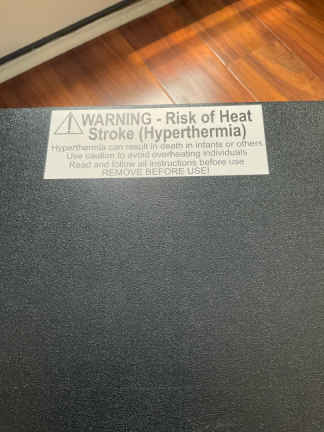 WARNING - Risk of Heat
Stroke (Hyperthermia)
Hyperthermia can result in death in infants or others
Use caution to avoid overheating individuals
Read and follow all instructions before use
REMOVE BEFORE USE!